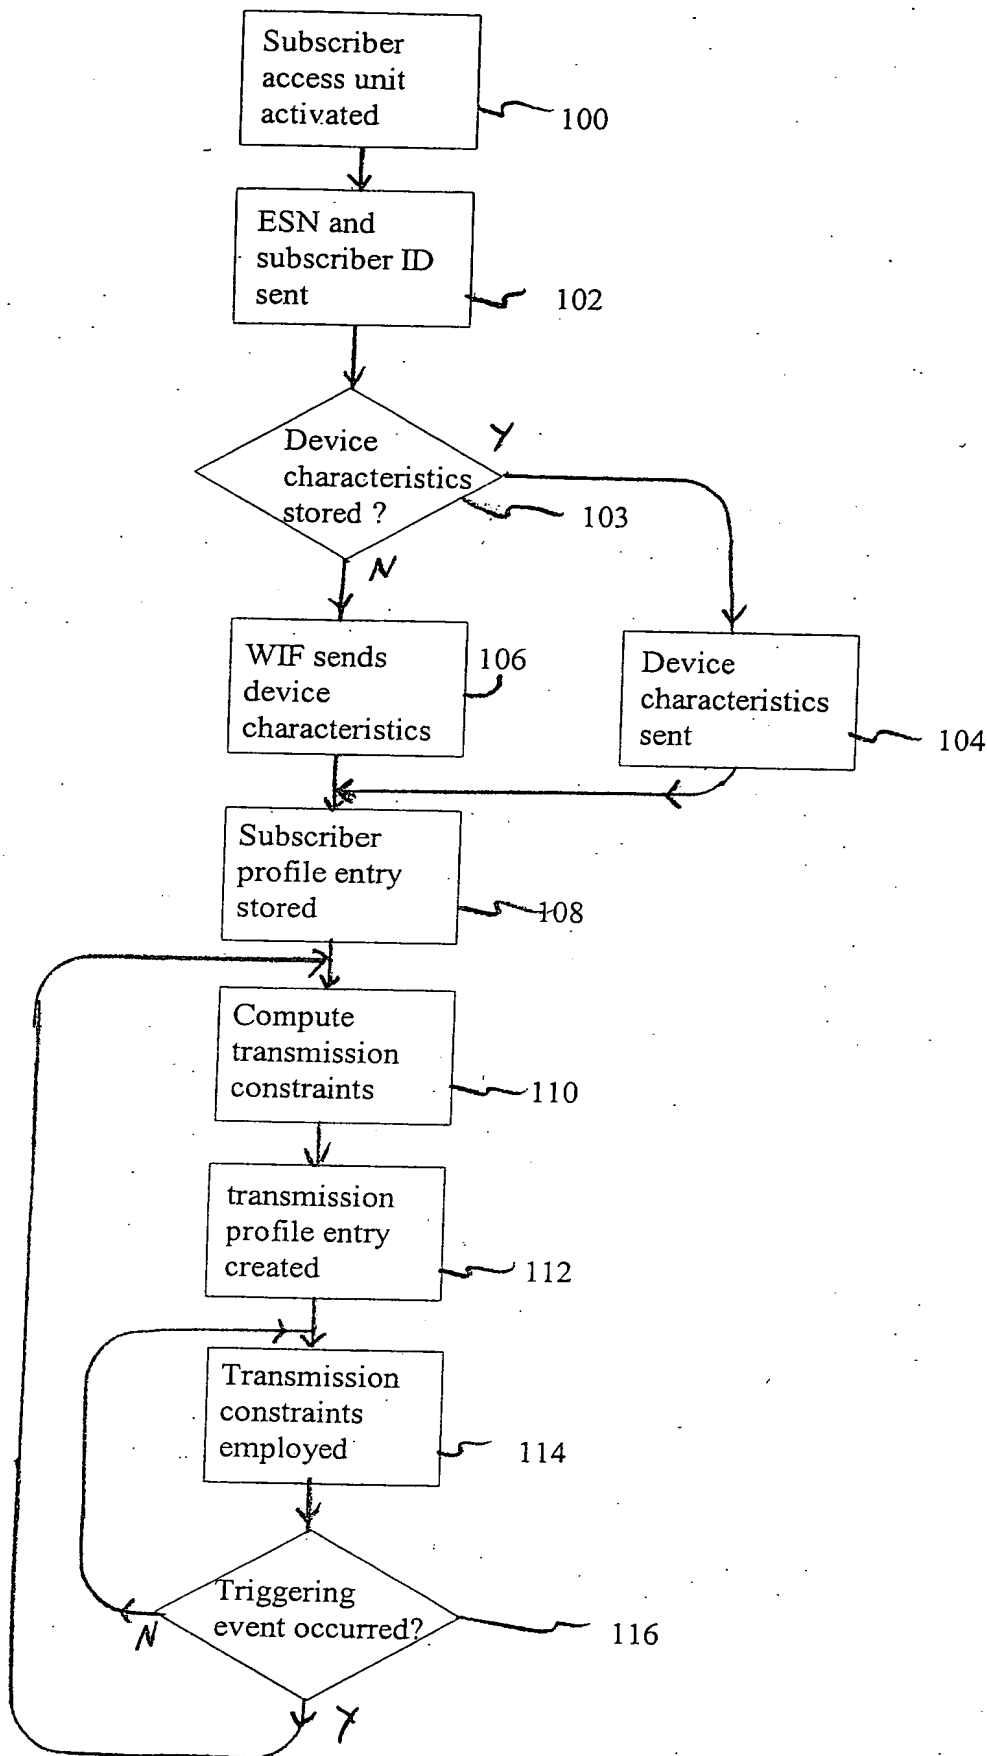 Subscriber
access unit
activated
100
ESN and
subscriber ID
sent
102
Device
characteristics
stored ?
Y
103
N
WIF sends
device
characteristics
106
Device
characteristics
sent
104
Subscriber
profile entry
stored
108
Compute
transmission
constraints
110
transmission
profile entry
created
112
Transmission
constraints
employed
114
Triggering
event occurred?
N
116
Y